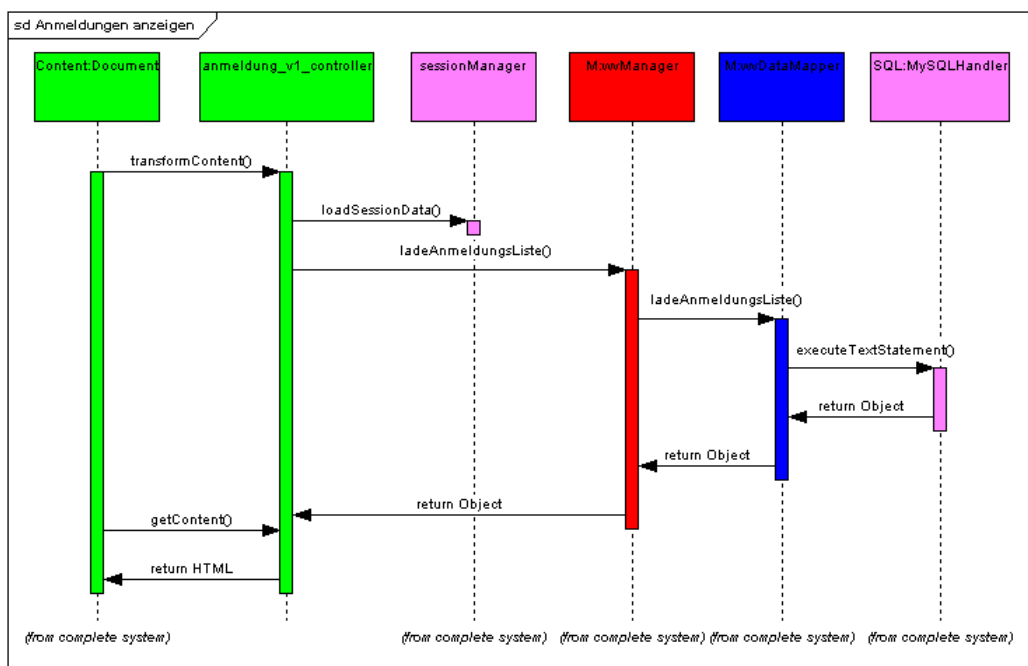 sd Anmeldungen anzeigen
Content:Document
anmeldung_v1_controller
sessionManager
M:wvManager
M:wvDataMapper
SQL:MySQLHandler
transformContent()
loadSessionData()
ladeAnmeldungsListe()
ladeAnmeldungsListe()
executeTextStatement()
return Object
return Object
return Object
getContent()
return HTML
(from complete system)
(from complete system)
(from complete system)
(from complete system)
(from complete system)